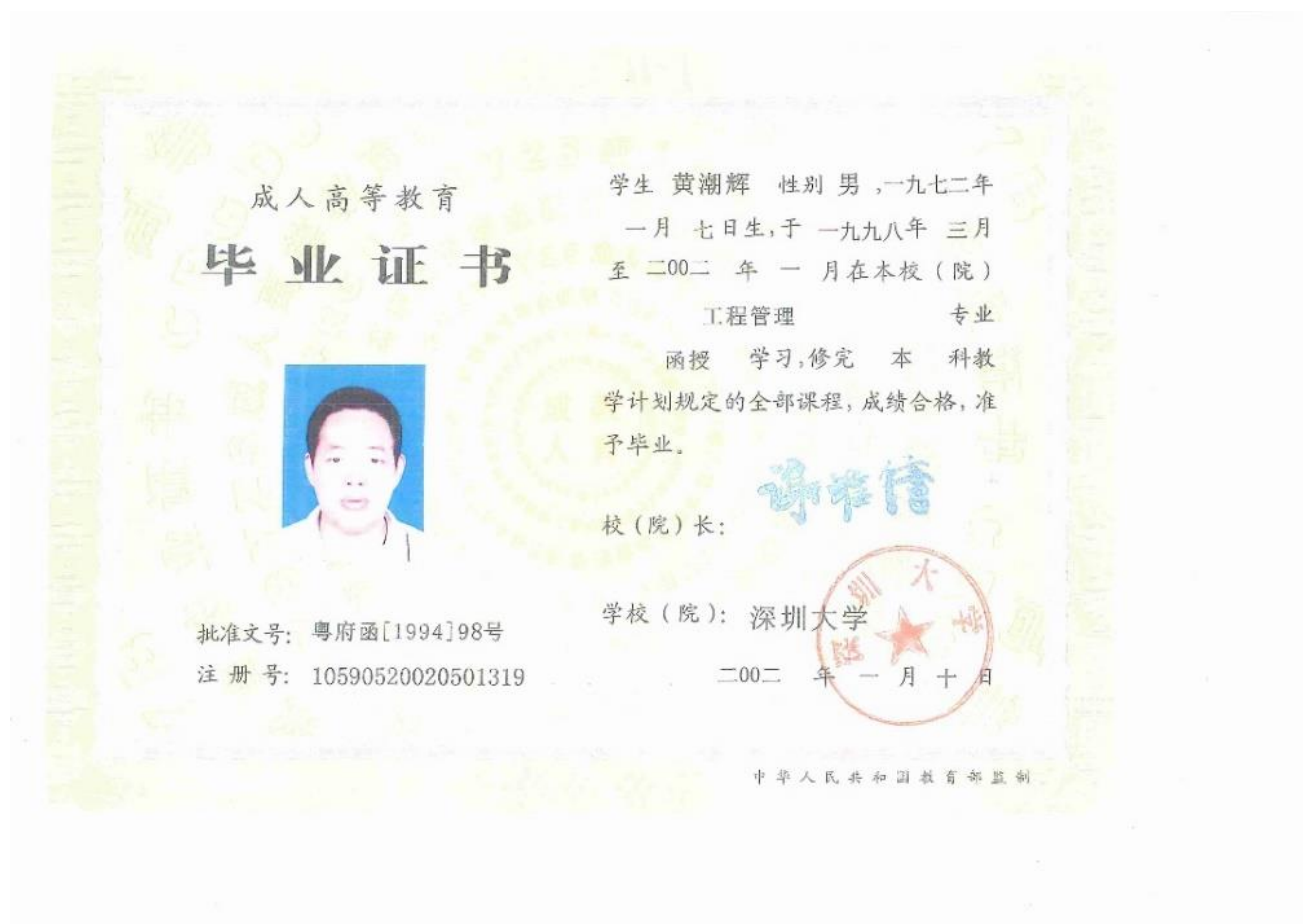 成人高等教育
毕业证书
批准文号: 粤府函[1994]98号
注册号: 10590520020501319
学生 黄潮辉 性别 男 ,一九七二年
一月 七日生,于 一九九八年 三月
至 二00二 年 一 月在本校(院)
工程管理 专业
函授 学习,修完 本 科教
学计划规定的全部课程,成绩合格,准
予毕业。
校(院)长:
学校(院): 深圳大学
深圳大学
二00二 年 一 月 十 日
中华人民共和国教育部监制